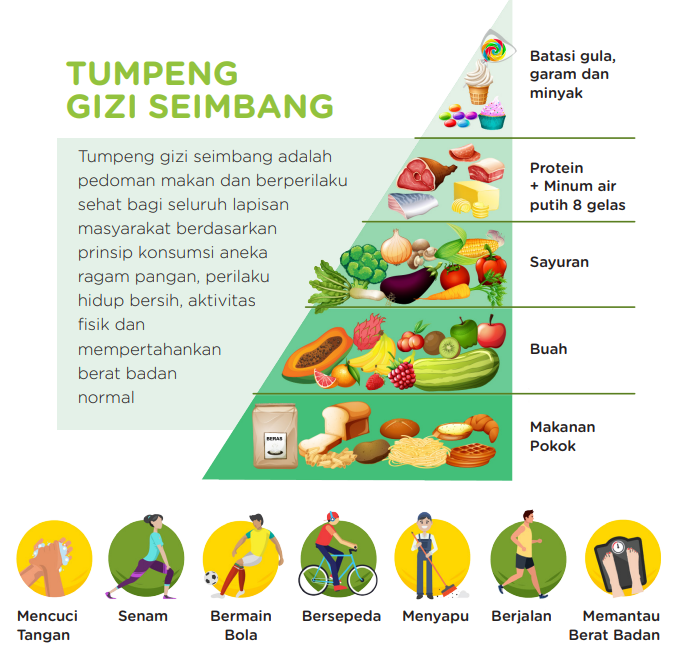 TUMPENG
GIZI SEIMBANG
Tumpeng gizi seimbang adalah
pedoman makan dan berperilaku
sehat bagi seluruh lapisan
masyarakat berdasarkan
prinsip konsumsi aneka
ragam pangan, perilaku
hidup bersih, aktivitas
fisik dan
mempertahankan
berat badan
normal
Batasi gula,
garam dan
minyak
Protein
+ Minum air
putih 8 gelas
Sayuran
Buah
Makanan
Pokok
BERAS
Mencuci
Tangan
Senam
Bermain
Bola
Bersepeda
Menyapu
Berjalan
Memantau
Berat Badan